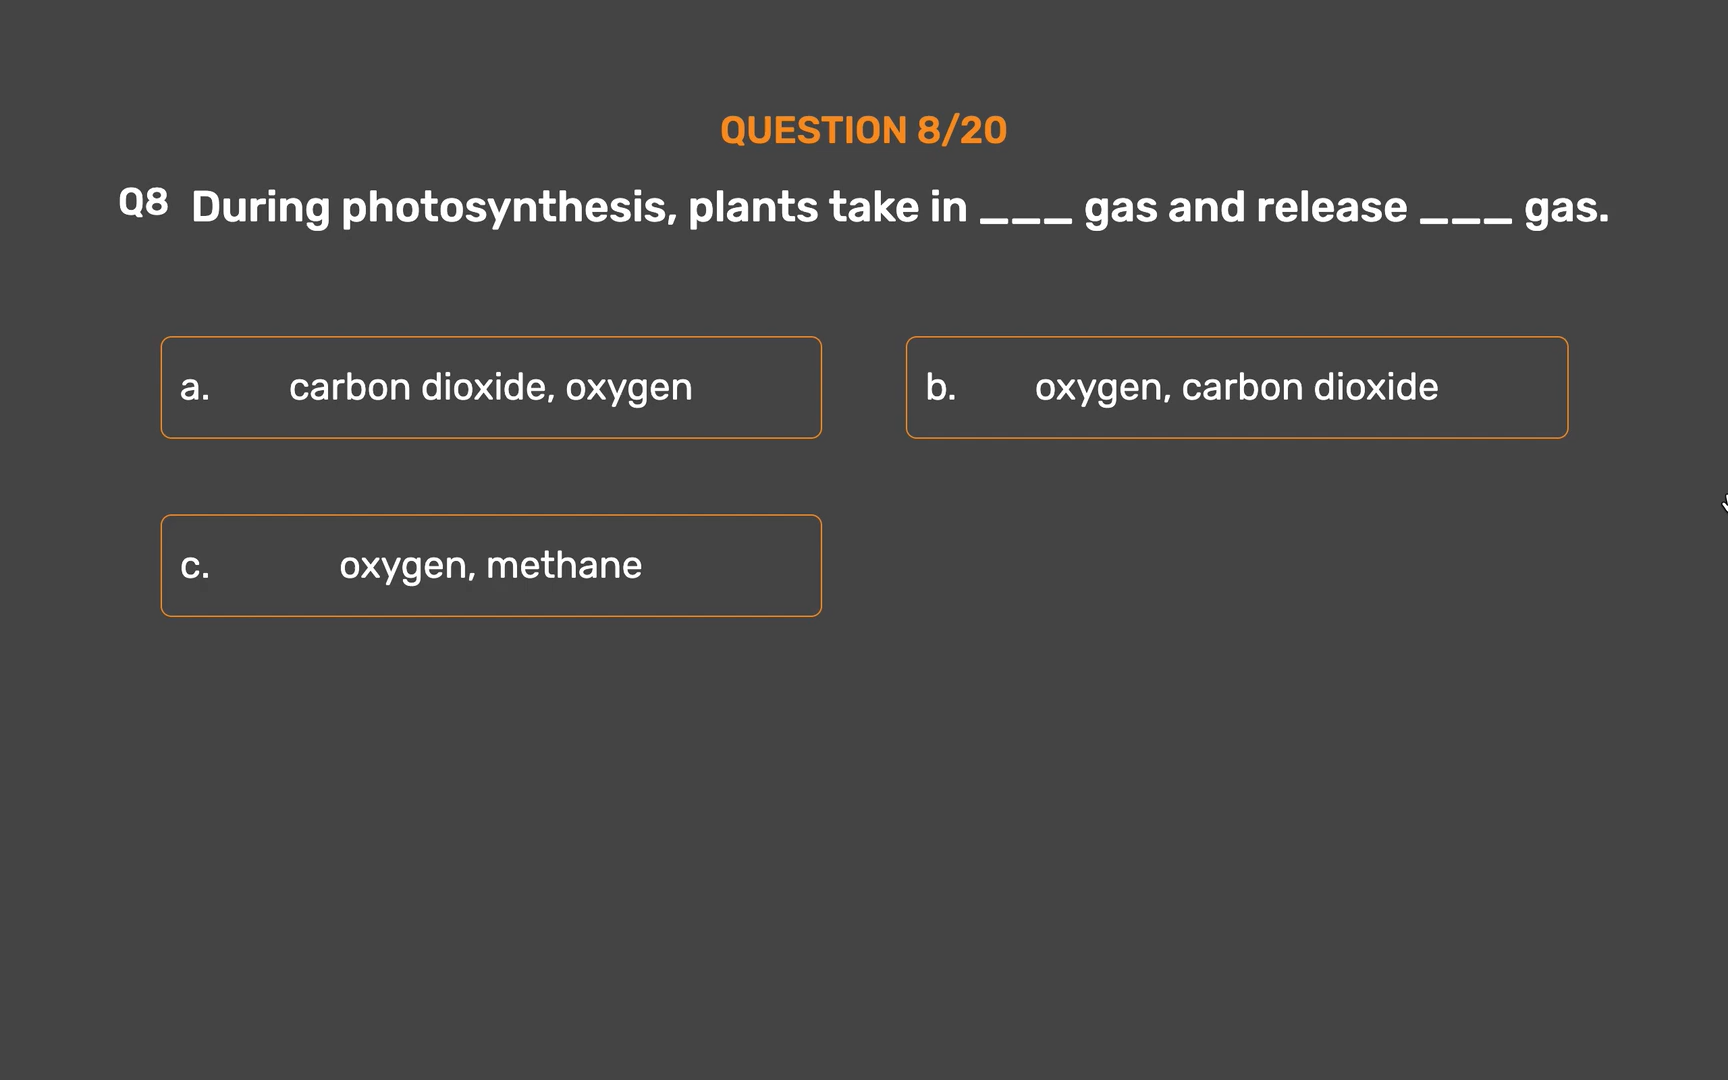 QUESTION 8/20
Q8 During photosynthesis, plants take in ___ gas and release ___ gas.
a. carbon dioxide, oxygen
b. oxygen, carbon dioxide
c. oxygen, methane